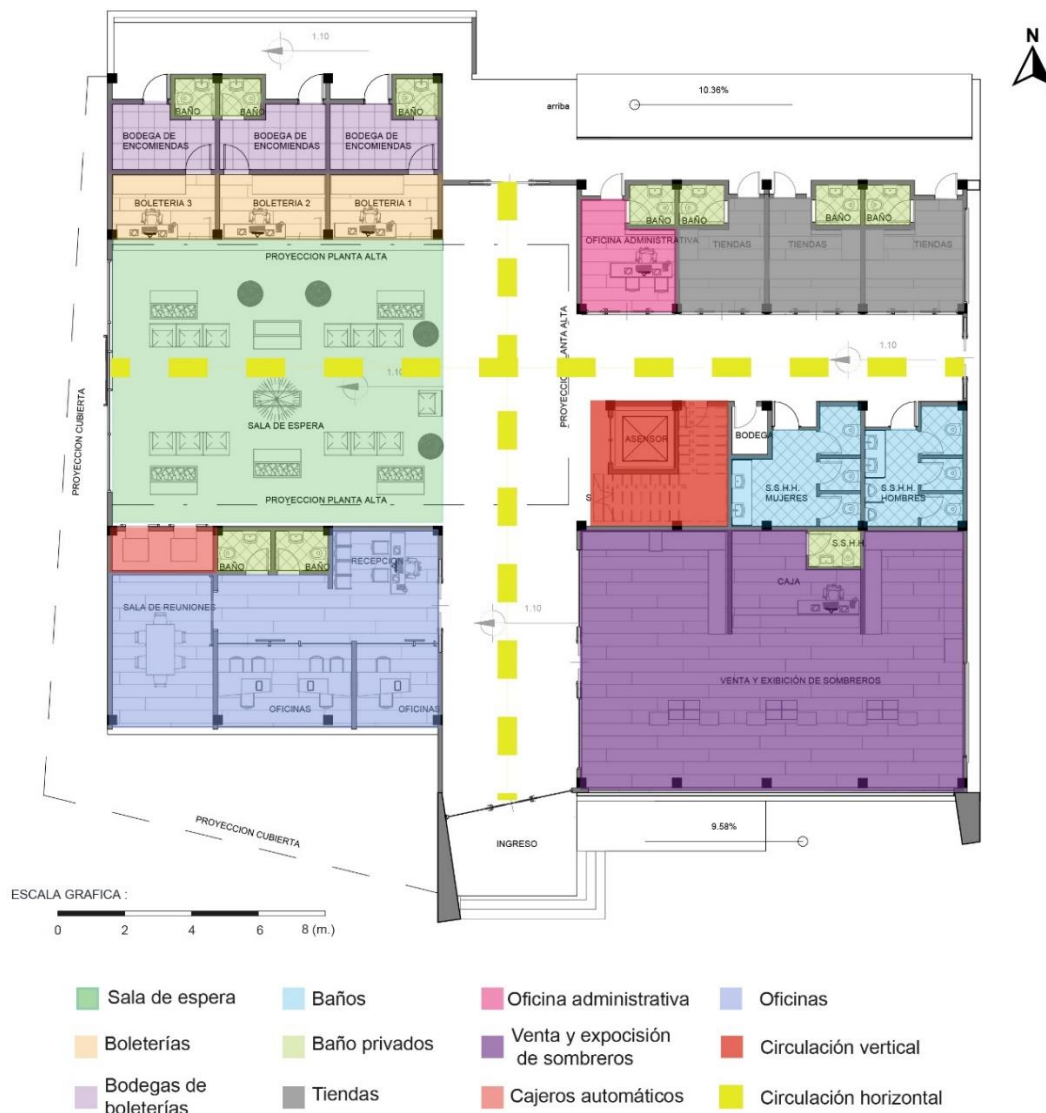 1.10
N
10.36%
arriba
BAÑO
BAÑO
BAÑO
BODEGA DE
ENCOMIENDAS
BODEGA DE
ENCOMIENDAS
BODEGA DE
ENCOMIENDAS
BOLETERIA 3
BOLETERIA 2
BOLETERIA 1
BAÑO
BAÑO
BAÑO
BAÑO
OFICINA ADMINISTRATIVA
TIENDAS
TIENDAS
TIENDAS
PROYECCION PLANTA ALTA
PROYECCION PLANTA ALTA
PROYECCION CUBIERTA
1.10
1.10
SALA DE ESPERA
PROYECCION PLANTA ALTA
ASENSOR
BODEGA
S
S.S.H.H.
MUJERES
S.S.H.H.
HOMBRES
BAÑO
BAÑO
RECEPCION
S.S.H.H.
CAJA
SALA DE REUNIONES
1.10
VENTA Y EXIBICIÓN DE SOMBREROS
OFICINAS
OFICINAS
PROYECCION CUBIERTA
INGRESO
9.58%
ESCALA GRAFICA :
0 2 4 6 8 (m.)
Sala de espera
Baños
Oficina administrativa
Oficinas
Boleterías
Baño privados
Venta y expocisión
de sombreros
Circulación vertical
Bodegas de
boleterías
Tiendas
Cajeros automáticos
Circulación horizontal